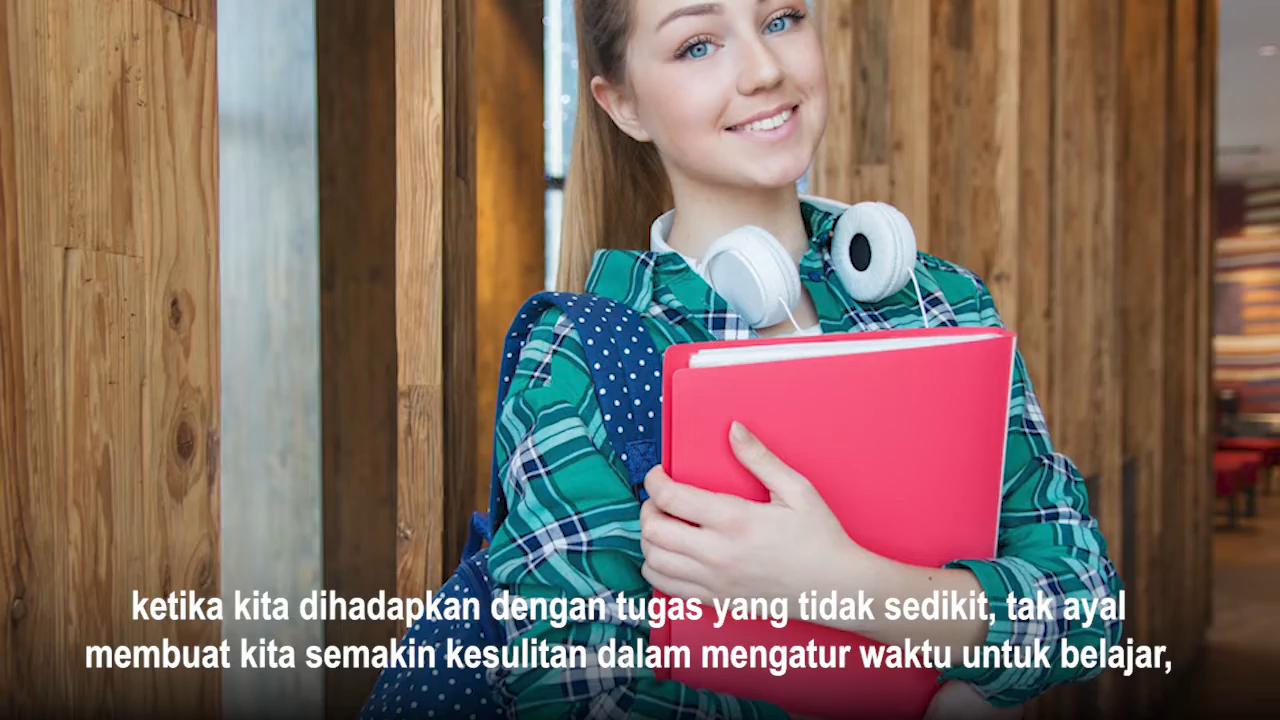 ketika kita dihadapkan dengan tugas yang tidak sedikit, tak ayal
membuat kita semakin kesulitan dalam mengatur waktu untuk belajar,